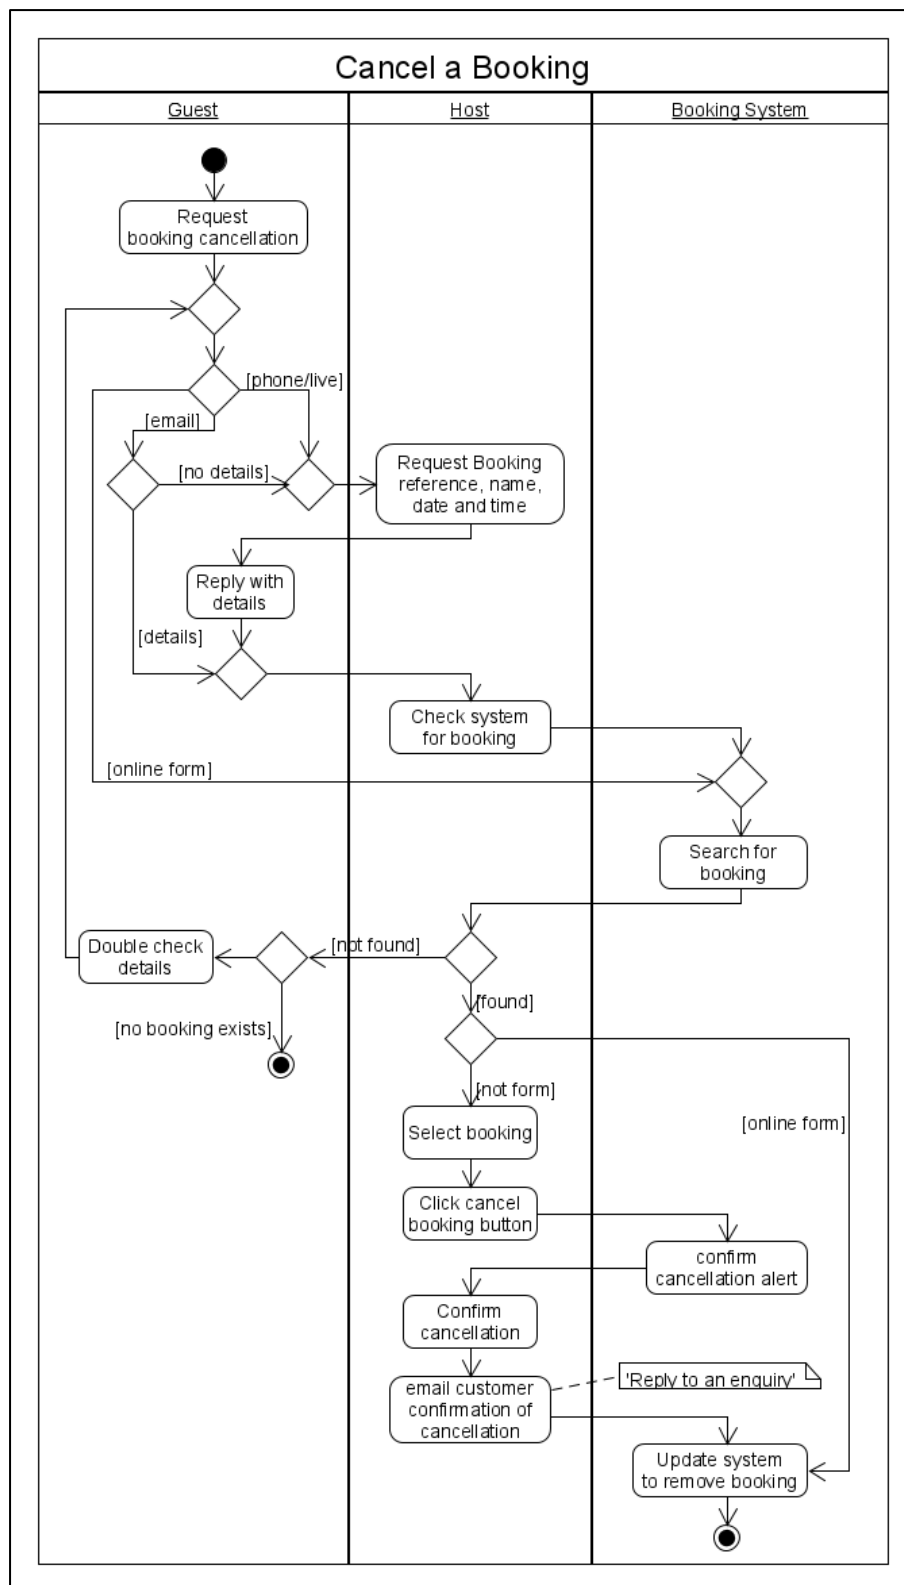 Cancel a Booking
Guest
Host
Booking System
Request
booking cancellation
[phone/live]
[email]
[no details]
Request Booking
reference, name,
date and time
Reply with
details
[details]
Check system
for booking
[online form]
Search for
booking
Double check
details
[not found]
[found]
[no booking exists]
[not form]
[online form]
Select booking
Click cancel
booking button
confirm
cancellation alert
Confirm
cancellation
'Reply to an enquiry'
email customer
confirmation of
cancellation
Update system
to remove booking